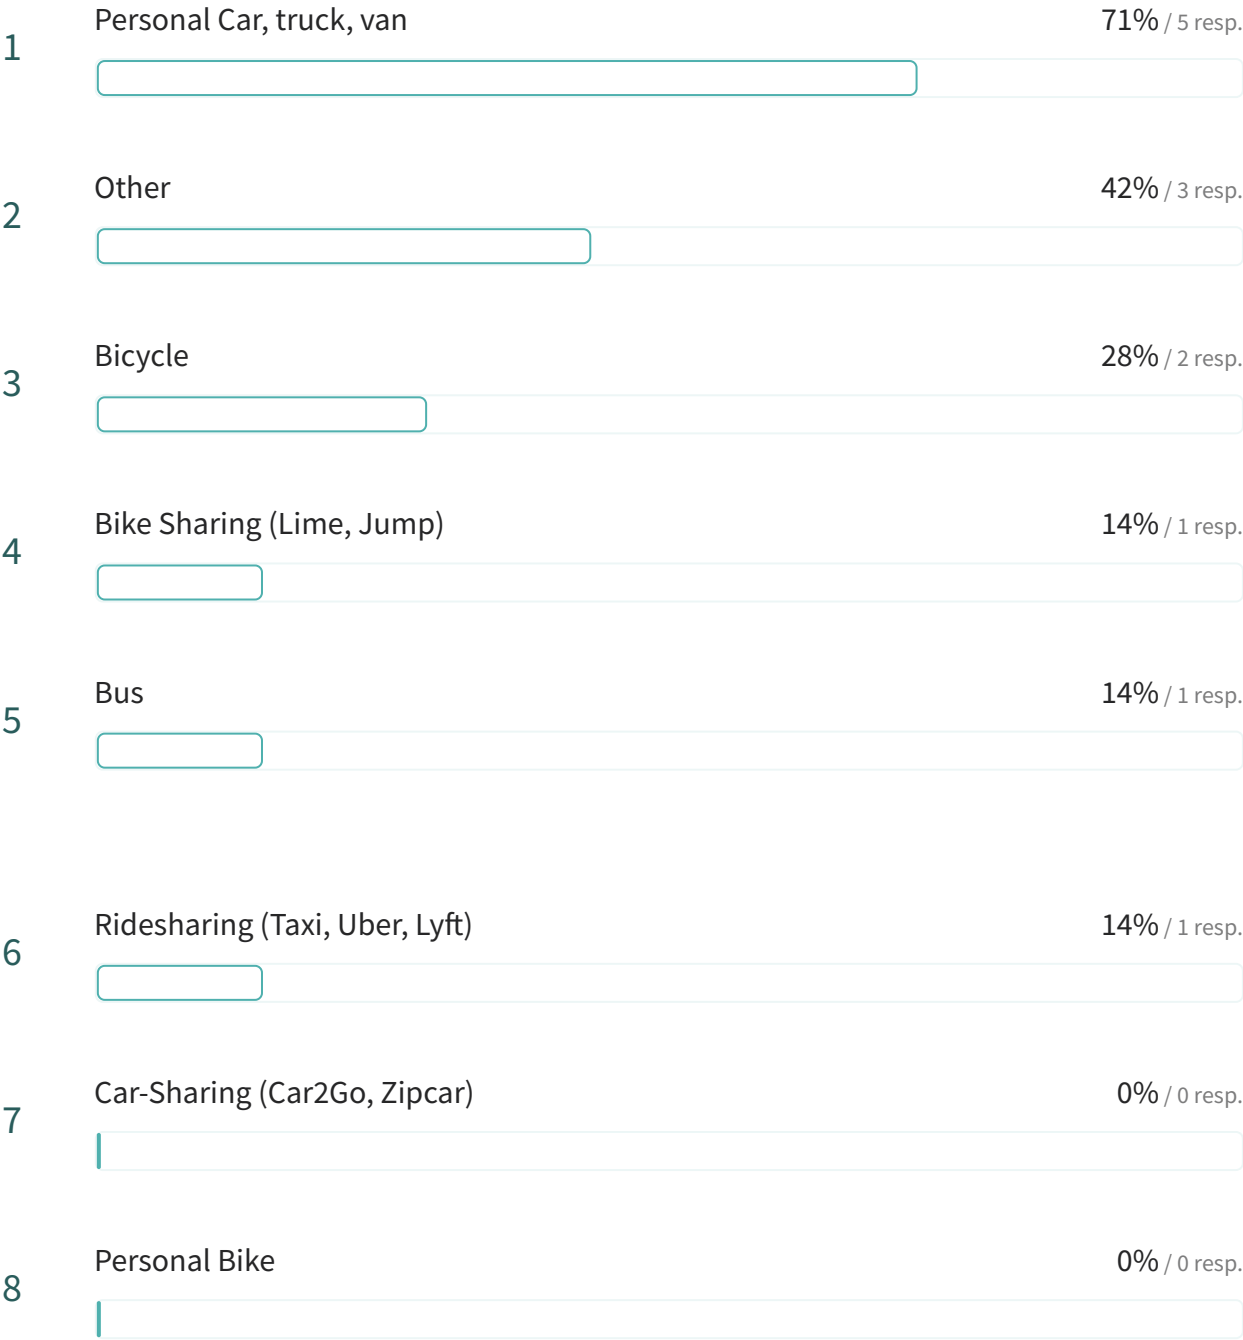 1
Personal Car, truck, van
71% / 5 resp.
2
Other
42% / 3 resp.
3
Bicycle
28% / 2 resp.
4
Bike Sharing (Lime, Jump)
14% / 1 resp.
5
Bus
14% / 1 resp.
6
Ridesharing (Taxi, Uber, Lyft)
14% / 1 resp.
7
Car-Sharing (Car2Go, Zipcar)
0% / 0 resp.
8
Personal Bike
0% / 0 resp.